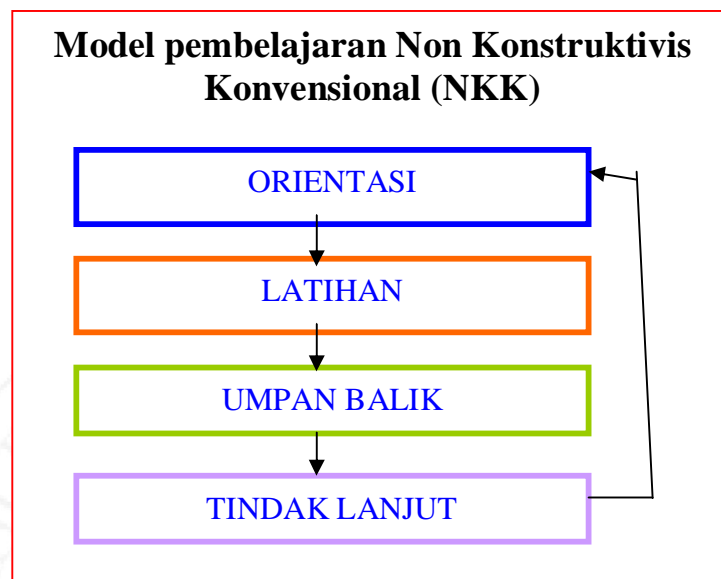 Model pembelajaran Non Konstruktivis
Konvensional (NKK)
ORIENTASI
LATIHAN
UMPAN BALIK
TINDAK LANJUT